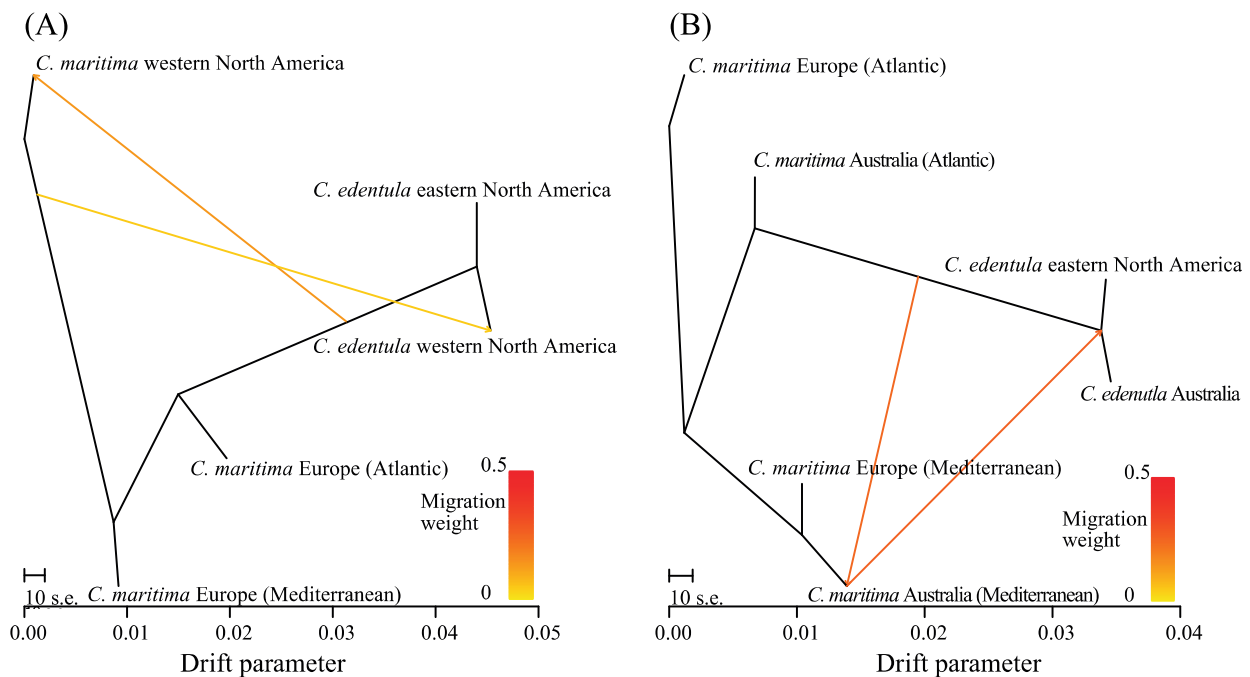 (A)
C. maritima western North America
C. edentula eastern North America
C. edentula western North America
C. maritima Europe (Atlantic)
0.5
Migration
weight
0
10 s.e.
C. maritima Europe (Mediterranean)
0.00 0.01 0.02 0.03 0.04 0.05
Drift parameter
(B)
C. maritima Europe (Atlantic)
C. maritima Australia (Atlantic)
C. edentula eastern North America
C. edenutla Australia
C. maritima Europe (Mediterranean)
0.5
Migration
weight
0
10 s.e.
C. maritima Australia (Mediterranean)
0.00 0.01 0.02 0.03 0.04
Drift parameter